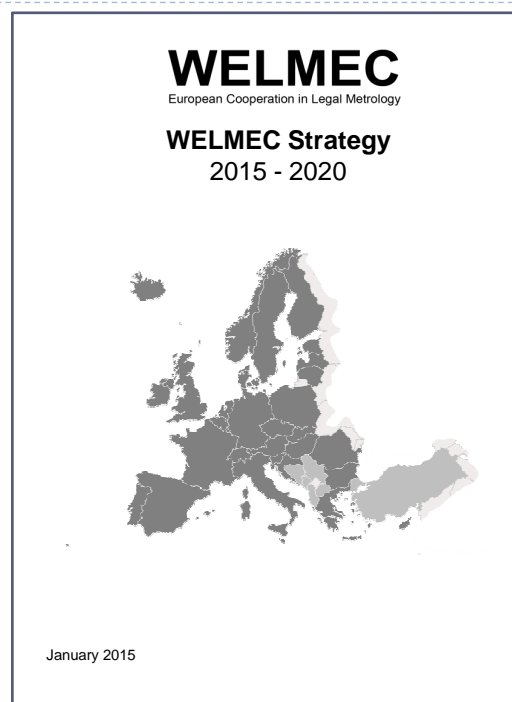 WELMEC
European Cooperation in Legal Metrology
WELMEC Strategy
2015 - 2020
January 2015